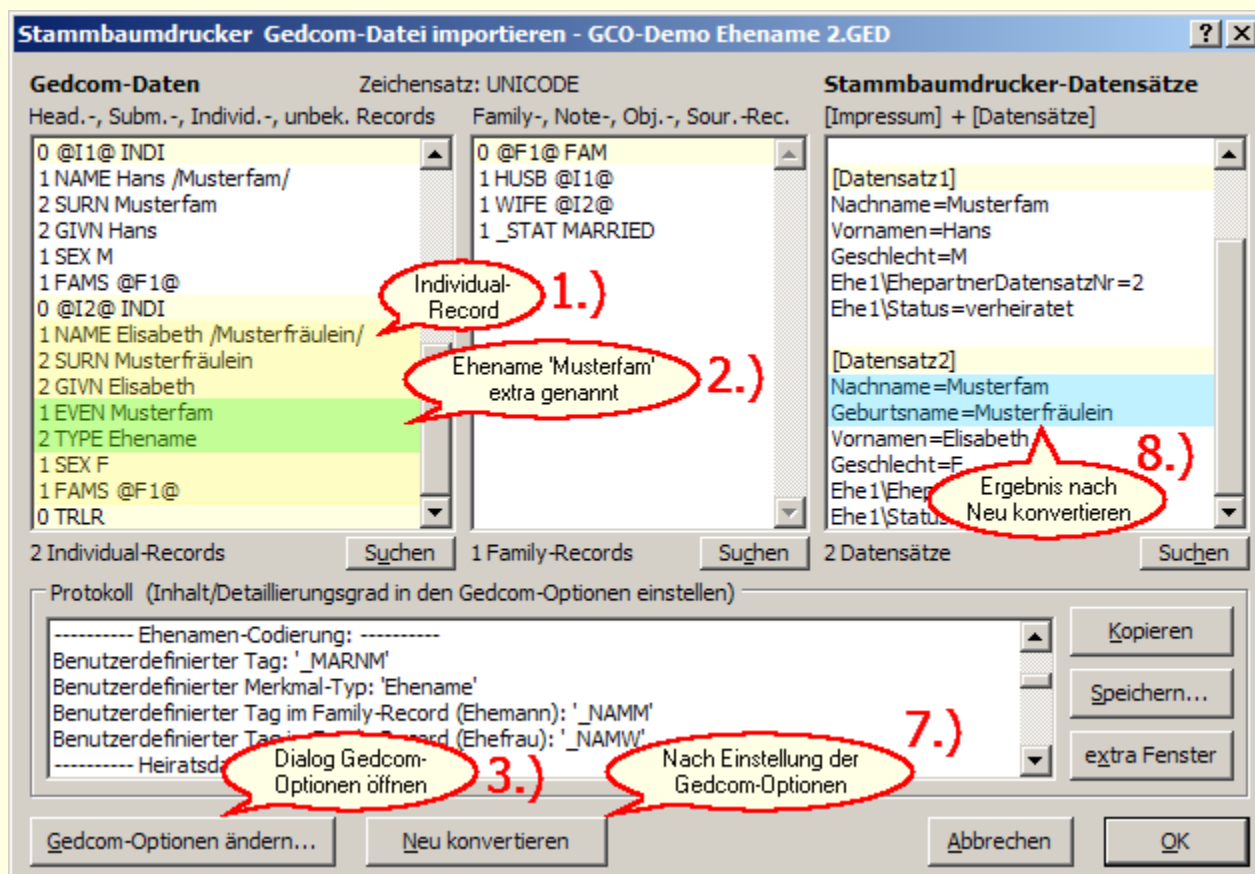 Stammbaumdrucker Gedcom-Datei importieren - GCO-Demo Ehename 2.GED
Gedcom-Daten
Zeichensatz: UNICODE
Stammbaumdrucker-Datensätze
Head.-, Subm.-, Individ.-, unbek. Records
Family-, Note-, Obj.-, Sour.-Rec.
[Impressum] + [Datensätze]
0 @I1@ INDI
1 NAME Hans /Musterfam/
2 SURN Musterfam
2 GIVN Hans
1 SEX M
1 FAMS @F1@
0 @I2@ INDI
1 NAME Elisabeth /Musterfräulein/
2 SURN Musterfräulein
2 GIVN Elisabeth
1 EVEN Musterfam
2 TYPE Ehename
1 SEX F
1 FAMS @F1@
0 TRLR
0 @F1@ FAM
1 HUSB @I1@
1 WIFE @I2@
1 _STAT MARRIED
[Datensatz1]
Nachname=Musterfam
Vornamen=Hans
Geschlecht=M
Ehe1\EhepartnerDatensatzNr=2
Ehe1\Status=verheiratet
[Datensatz2]
Nachname=Musterfam
Geburtsname=Musterfräulein
Vornamen=Elisabeth
Geschlecht=F
Individual-
Record
1.)
Ehename 'Musterfam'
extra genannt
2.)
8.)
Ergebnis nach
Neu konvertieren
2 Individual-Records
Suchen
1 Family-Records
Suchen
2 Datensätze
Suchen
Protokoll (Inhalt/Detaillierungsgrad in den Gedcom-Optionen einstellen)
---------- Ehenamen-Codierung: ----------
Benutzerdefinierter Tag: '_MARNM'
Benutzerdefinierter Merkmal-Typ: 'Ehename'
Benutzerdefinierter Tag im Family-Record (Ehemann): '_NAMM'
Benutzerdefinierter Tag (Ehefrau): '_NAMW'
Kopieren
Speichern...
extra Fenster
Dialog Gedcom-
Optionen öffnen
3.)
Nach Einstellung der
Gedcom-Optionen
7.)
Gedcom-Optionen ändern...
Neu konvertieren
Abbrechen
OK